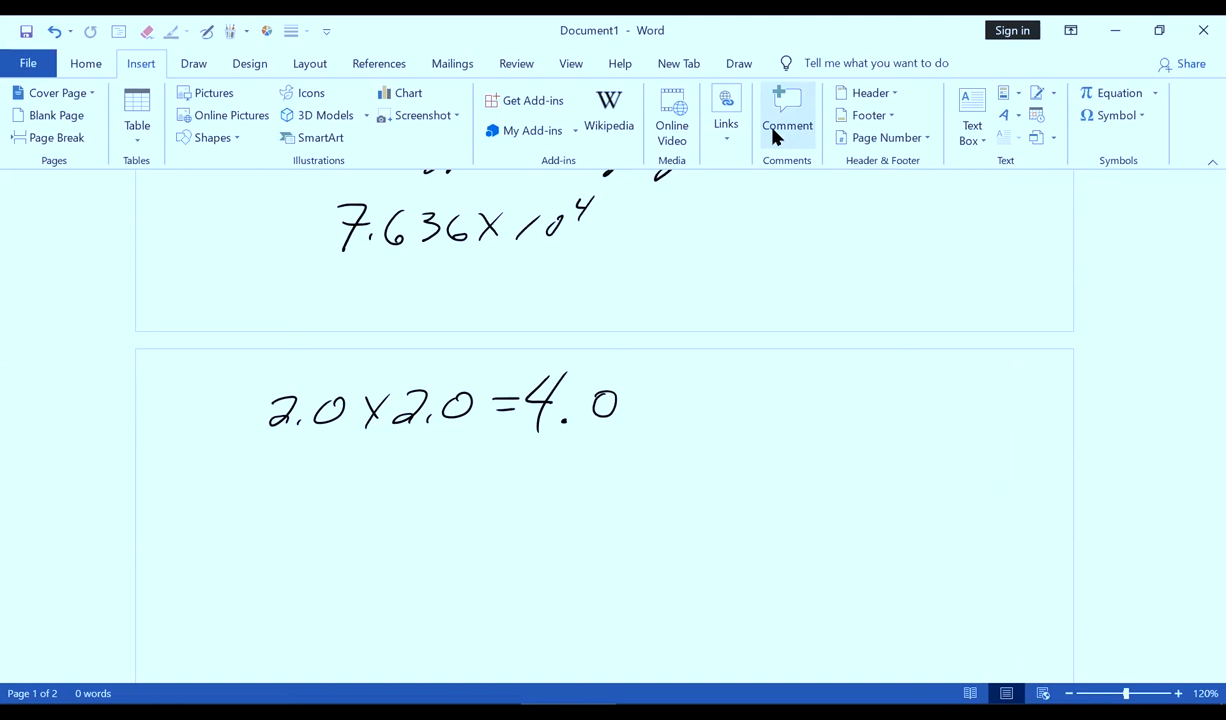 Document1 - Word
Sign in
File Home Insert Draw Design Layout References Mailings Review View Help New Tab Draw Tell me what you want to do Share
Cover Page
Blank Page
Page Break
Pages
Table
Tables
Pictures
Online Pictures
Shapes
Icons
3D Models
SmartArt
Chart
Screenshot
Illustrations
Get Add-ins
My Add-ins
Wikipedia
Add-ins
Online Video
Media
Links
Comment
Comments
Header
Footer
Page Number
Header & Footer
Text Box
Text
Equation
Symbol
Symbols
7.636 X 10⁴
2.0 X 2.0 = 4.0
Page 1 of 2 0 words 120%